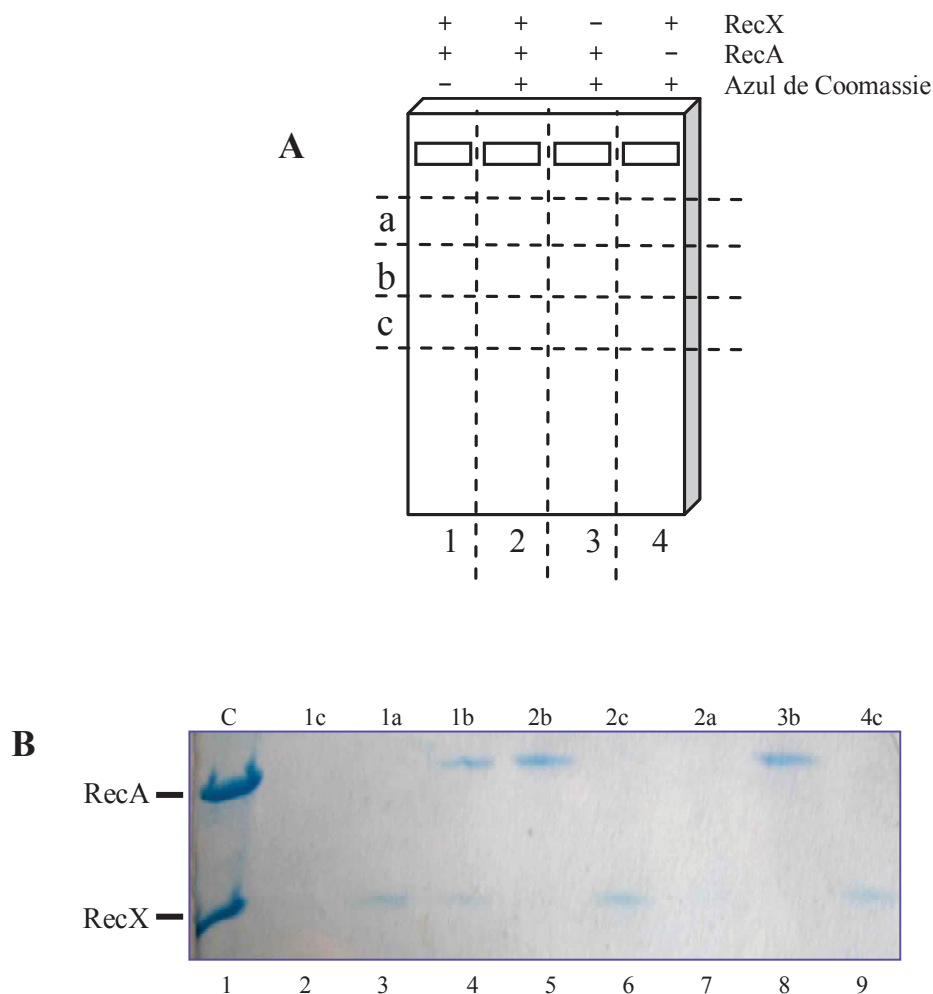 + + – + RecX
+ + + – RecA
– + + + Azul de Coomassie
A
a
b
c
1 2 3 4
B
C 1c 1a 1b 2b 2c 2a 3b 4c
RecA
RecX
1 2 3 4 5 6 7 8 9